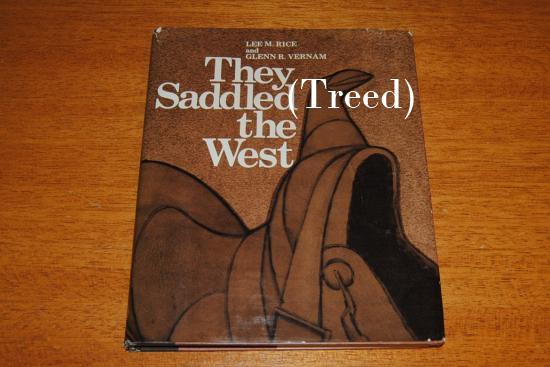 LEE M. RICE
and
GLENN R. VERNAM
They
Saddled (Treed)
the
West